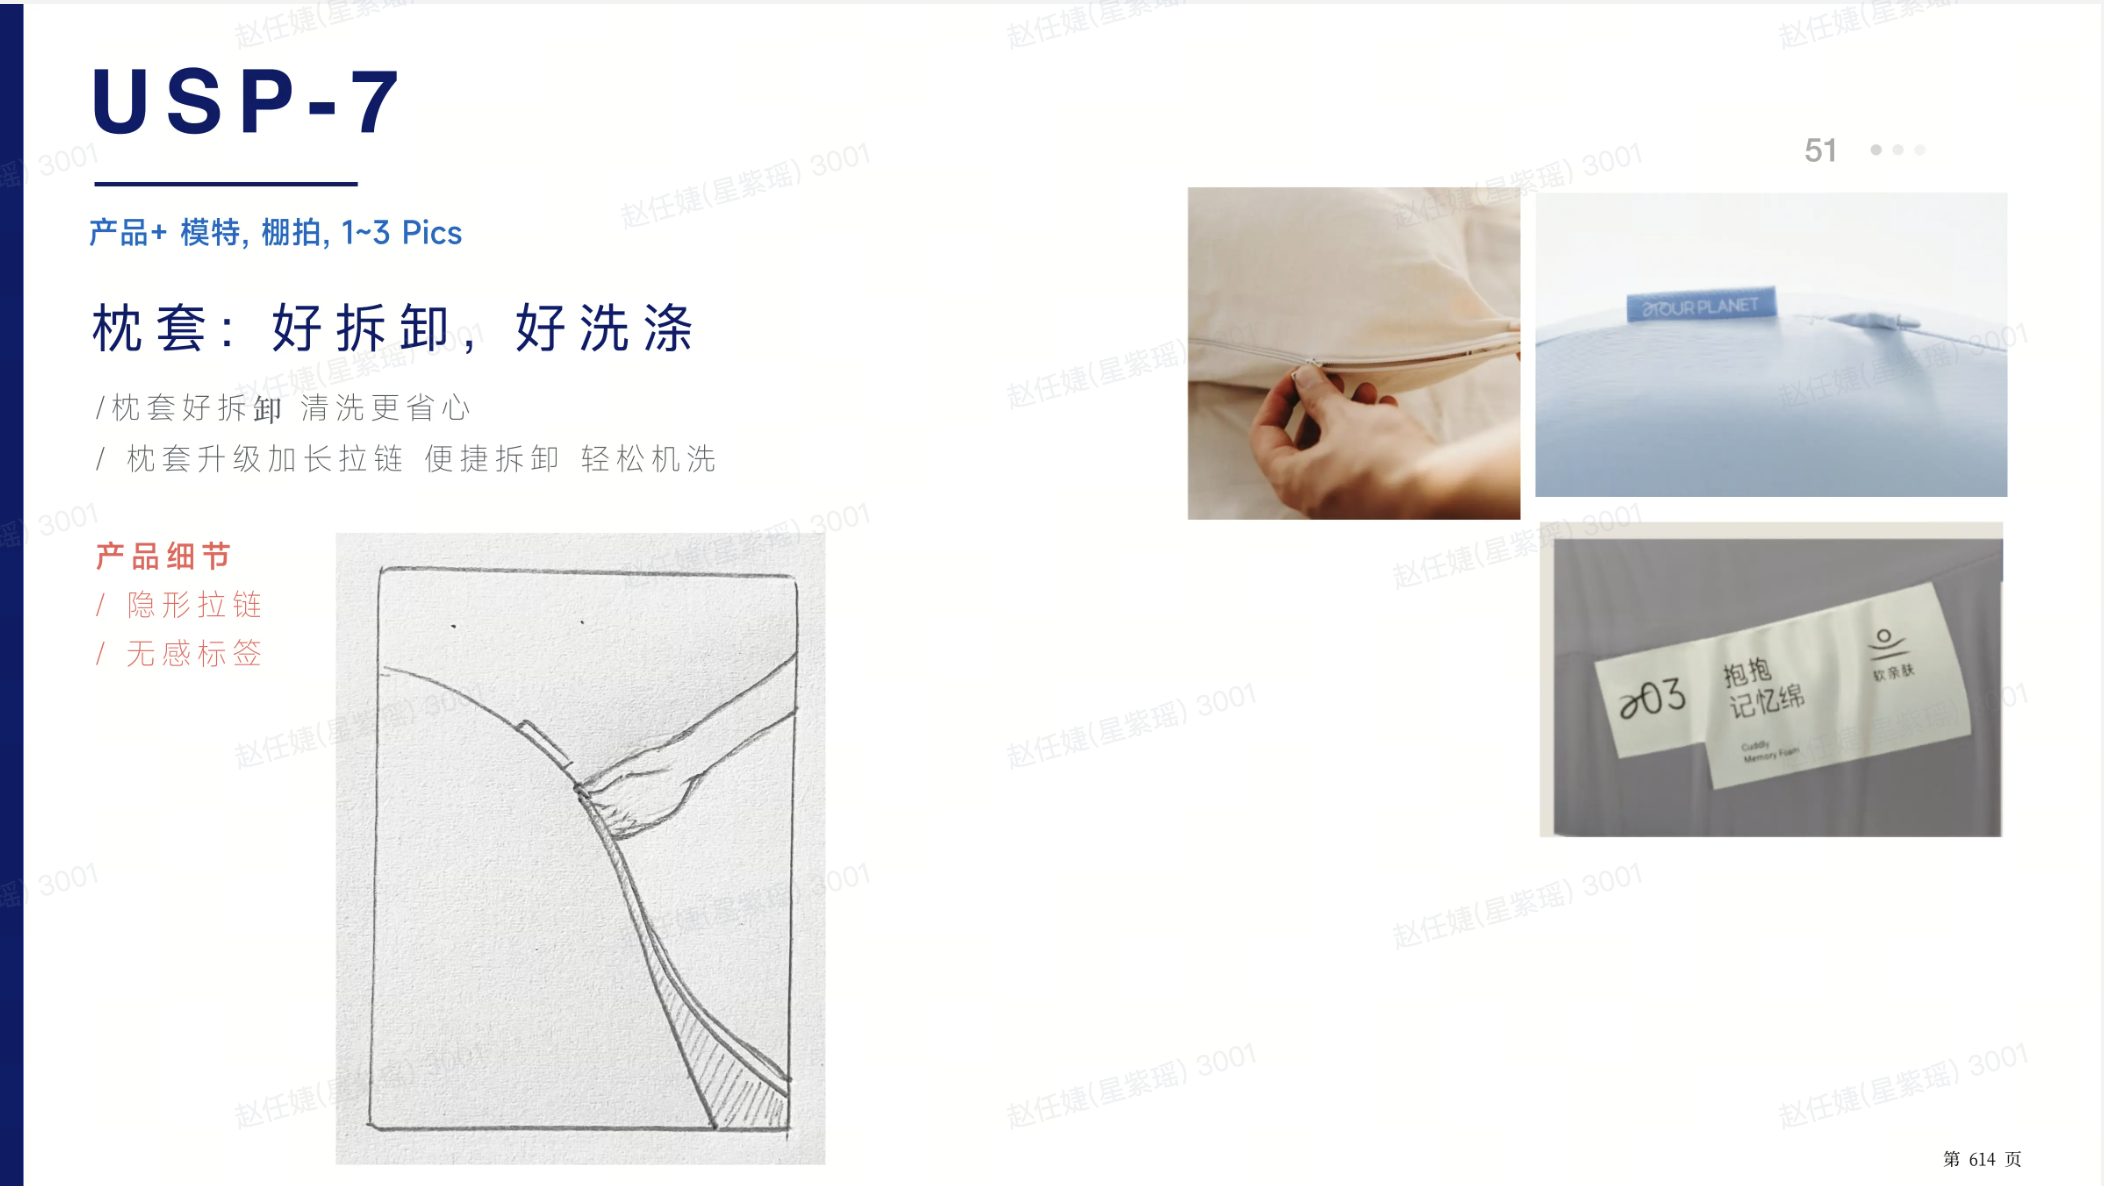 USP-7
51
产品+ 模特, 棚拍, 1~3 Pics
枕套: 好拆卸, 好洗涤
/枕套好拆卸 清洗更省心
/ 枕套升级加长拉链 便捷拆卸 轻松机洗
产品细节
/ 隐形拉链
/ 无感标签
aTOUR PLANET
a03
抱抱
记忆绵
Cuddly
Memory Foam
软亲肤
第 614 页
赵任婕(星紫瑶) 3001